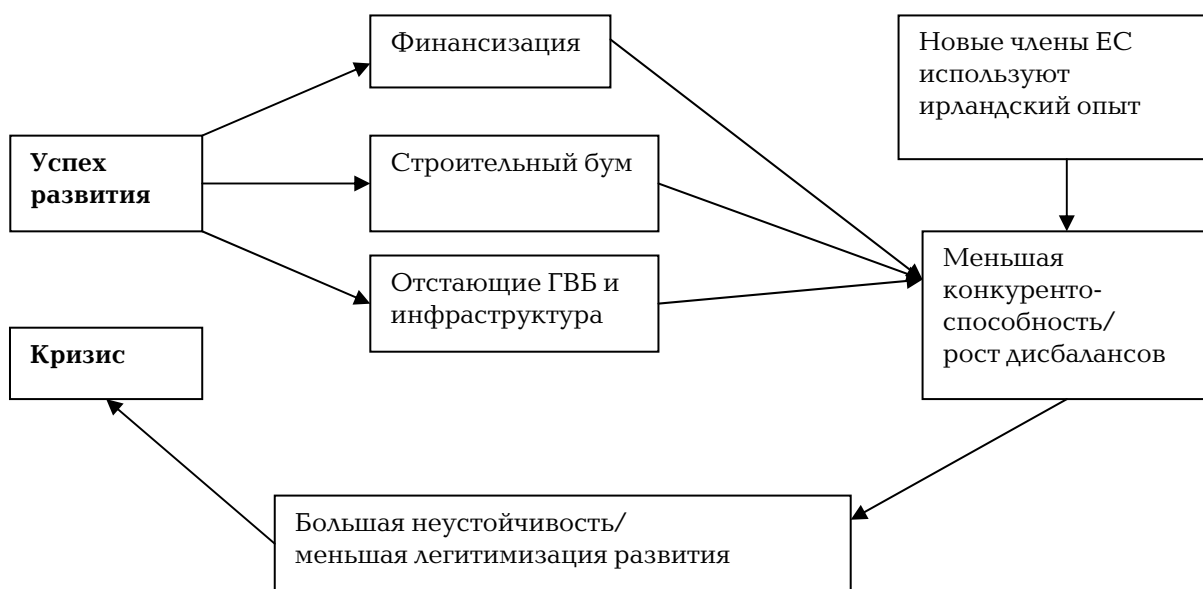 Финансизация
Новые члены ЕС
используют
ирландский опыт
Успех
развития
Строительный бум
Отстающие ГВБ и
инфраструктура
Меньшая
конкуренто-
способность/
рост дисбалансов
Кризис
Большая неустойчивость/
меньшая легитимизация развития